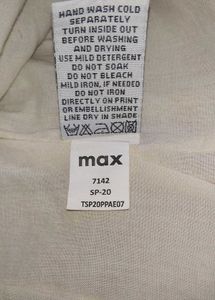 HAND WASH COLD
SEPARATELY
TURN INSIDE OUT
BEFORE WASHING
AND DRYING
USE MILD DETERGENT
DO NOT SOAK
DO NOT BLEACH
MILD IRON, IF NEEDED
DO NOT IRON
DIRECTLY ON PRINT
OR EMBELLISHMENT
LINE DRY IN SHADE
max
7142
SP-20
TSP20PPAE07